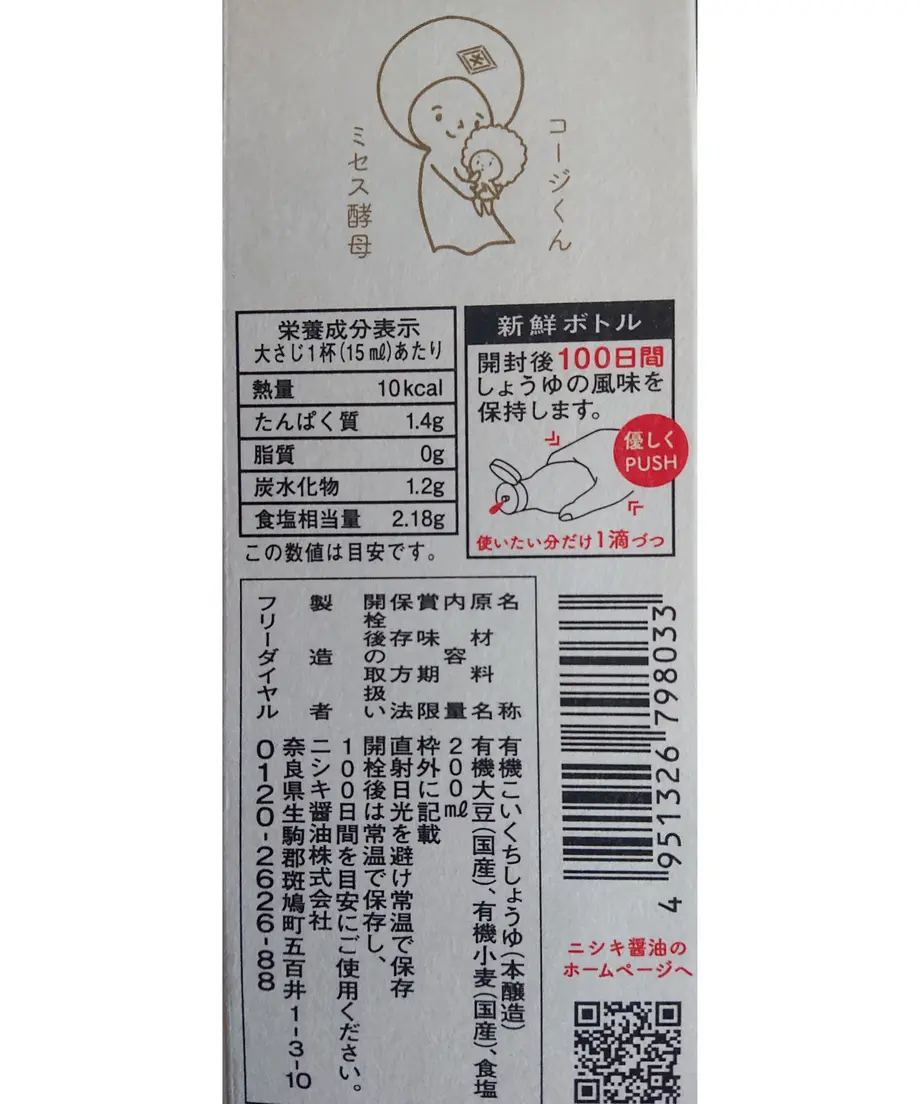 コージくん
ミセス酵母
栄養成分表示
大さじ1杯(15㎖)あたり
熱量 10kcal
たんぱく質 1.4g
脂質 0g
炭水化物 1.2g
食塩相当量 2.18g
この数値は目安です。
新鮮ボトル
開封後100日間
しょうゆの風味を
保持します。
優しく
PUSH
使いたい分だけ1滴づつ
名称 有機こいくちしょうゆ(本醸造)
原材料名 有機大豆(国産)、有機小麦(国産)、食塩
内容量 200㎖
賞味期限 枠外に記載
保存方法 直射日光を避け常温で保存
開栓後の取扱い 開栓後は常温で保存し、
100日間を目安にご使用ください。
製造者 ニシキ醤油株式会社
奈良県生駒郡斑鳩町五百井1-3-10
フリーダイヤル 0120-2626-88
4 951326 798033
ニシキ醤油の
ホームページへ